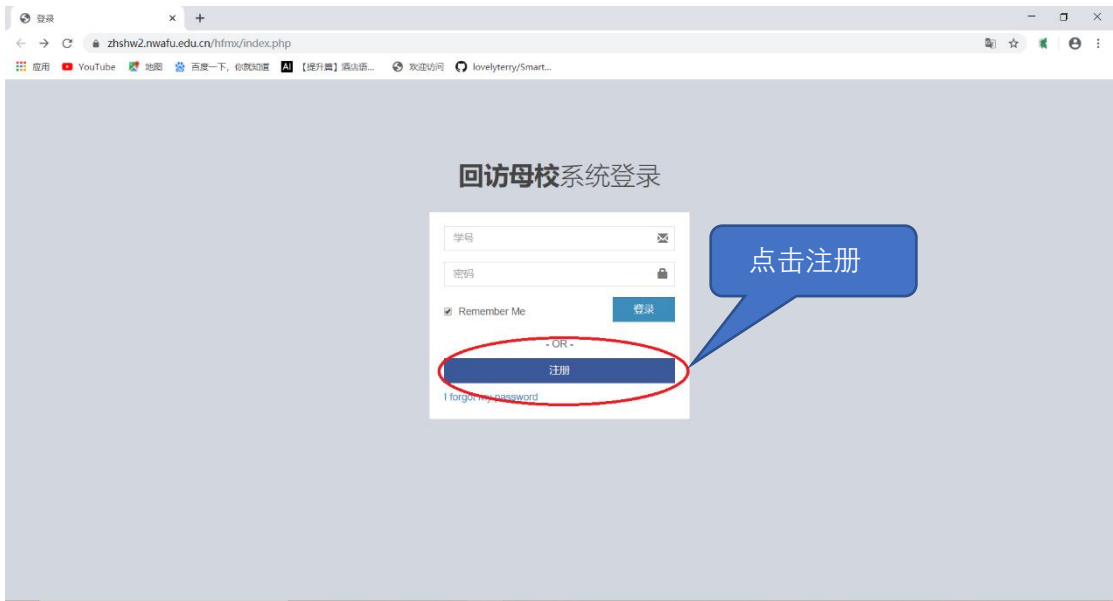 登录
zhshw2.nwafu.edu.cn/hfmx/index.php
应用 YouTube 地图 百度一下，你就知道 AI 【提升篇】酒店语... 欢迎访问 lovelyterry/Smart...
回访母校系统登录
学号
点击注册
密码
Remember Me 登录
- OR -
注册
I forgot my password